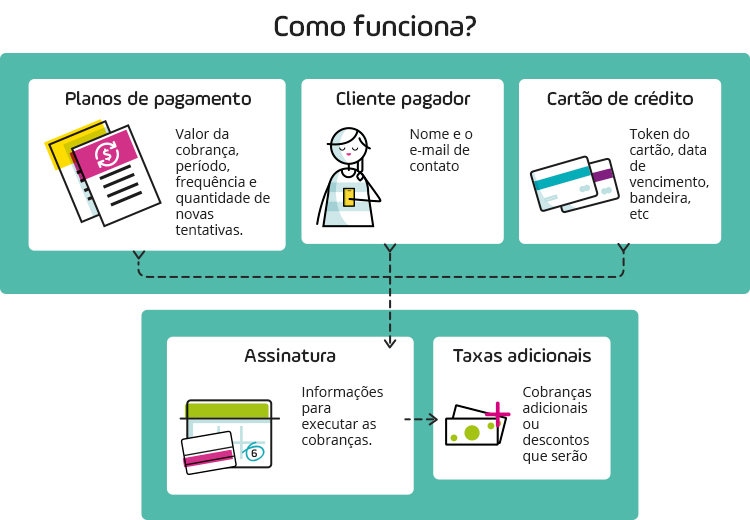 Como funciona?
Planos de pagamento
Valor da
cobrança,
período,
frequência e
quantidade de
novas
tentativas.
Cliente pagador
Nome e o
e-mail de
contato
Cartão de crédito
Token do
cartão, data
de
vencimento,
bandeira,
etc
Assinatura
Informações
para
executar as
cobranças.
6
Taxas adicionais
Cobranças
adicionais
ou
descontos
que serão